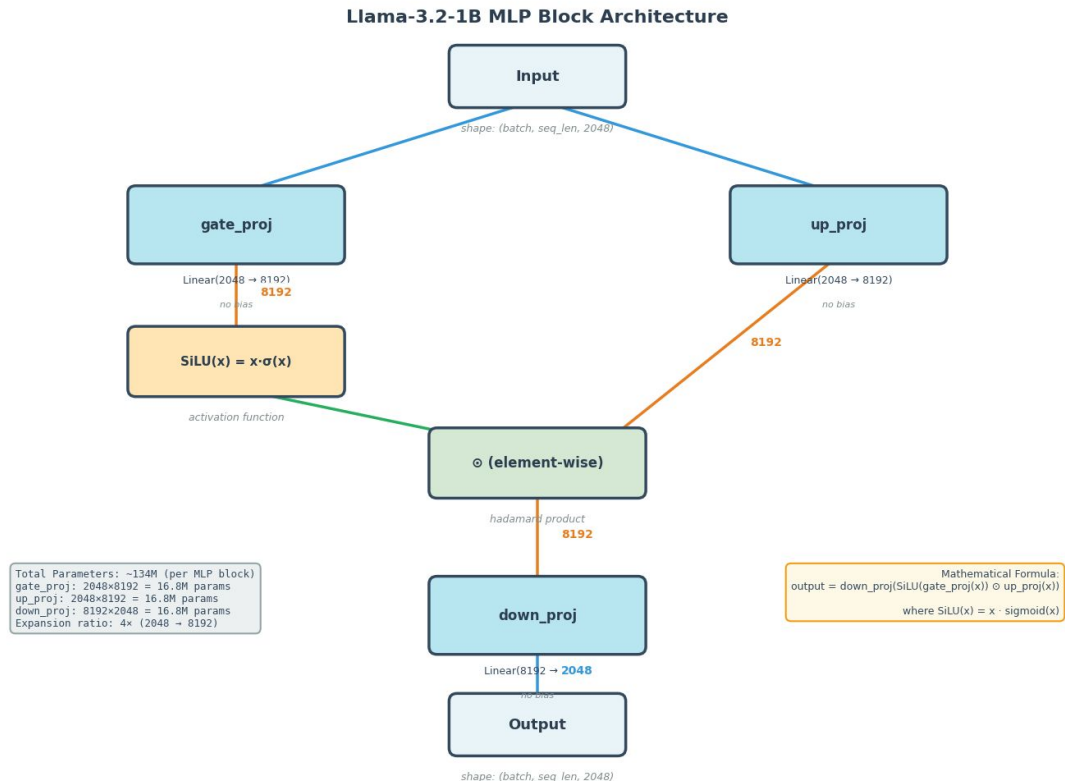 Llama-3.2-1B MLP Block Architecture
Input
shape: (batch, seq_len, 2048)
gate_proj
up_proj
Linear(2048 → 8192)
Linear(2048 → 8192)
8192
no bias
no bias
SiLU(x) = x·σ(x)
8192
activation function
⊙ (element-wise)
hadamard product
8192
Total Parameters: ~134M (per MLP block)
gate_proj: 2048×8192 = 16.8M params
up_proj: 2048×8192 = 16.8M params
down_proj: 8192×2048 = 16.8M params
Expansion ratio: 4× (2048 → 8192)
Mathematical Formula:
output = down_proj(SiLU(gate_proj(x)) ⊙ up_proj(x))
where SiLU(x) = x · sigmoid(x)
down_proj
Linear(8192 → 2048
no bias
Output
shape: (batch, seq_len, 2048)